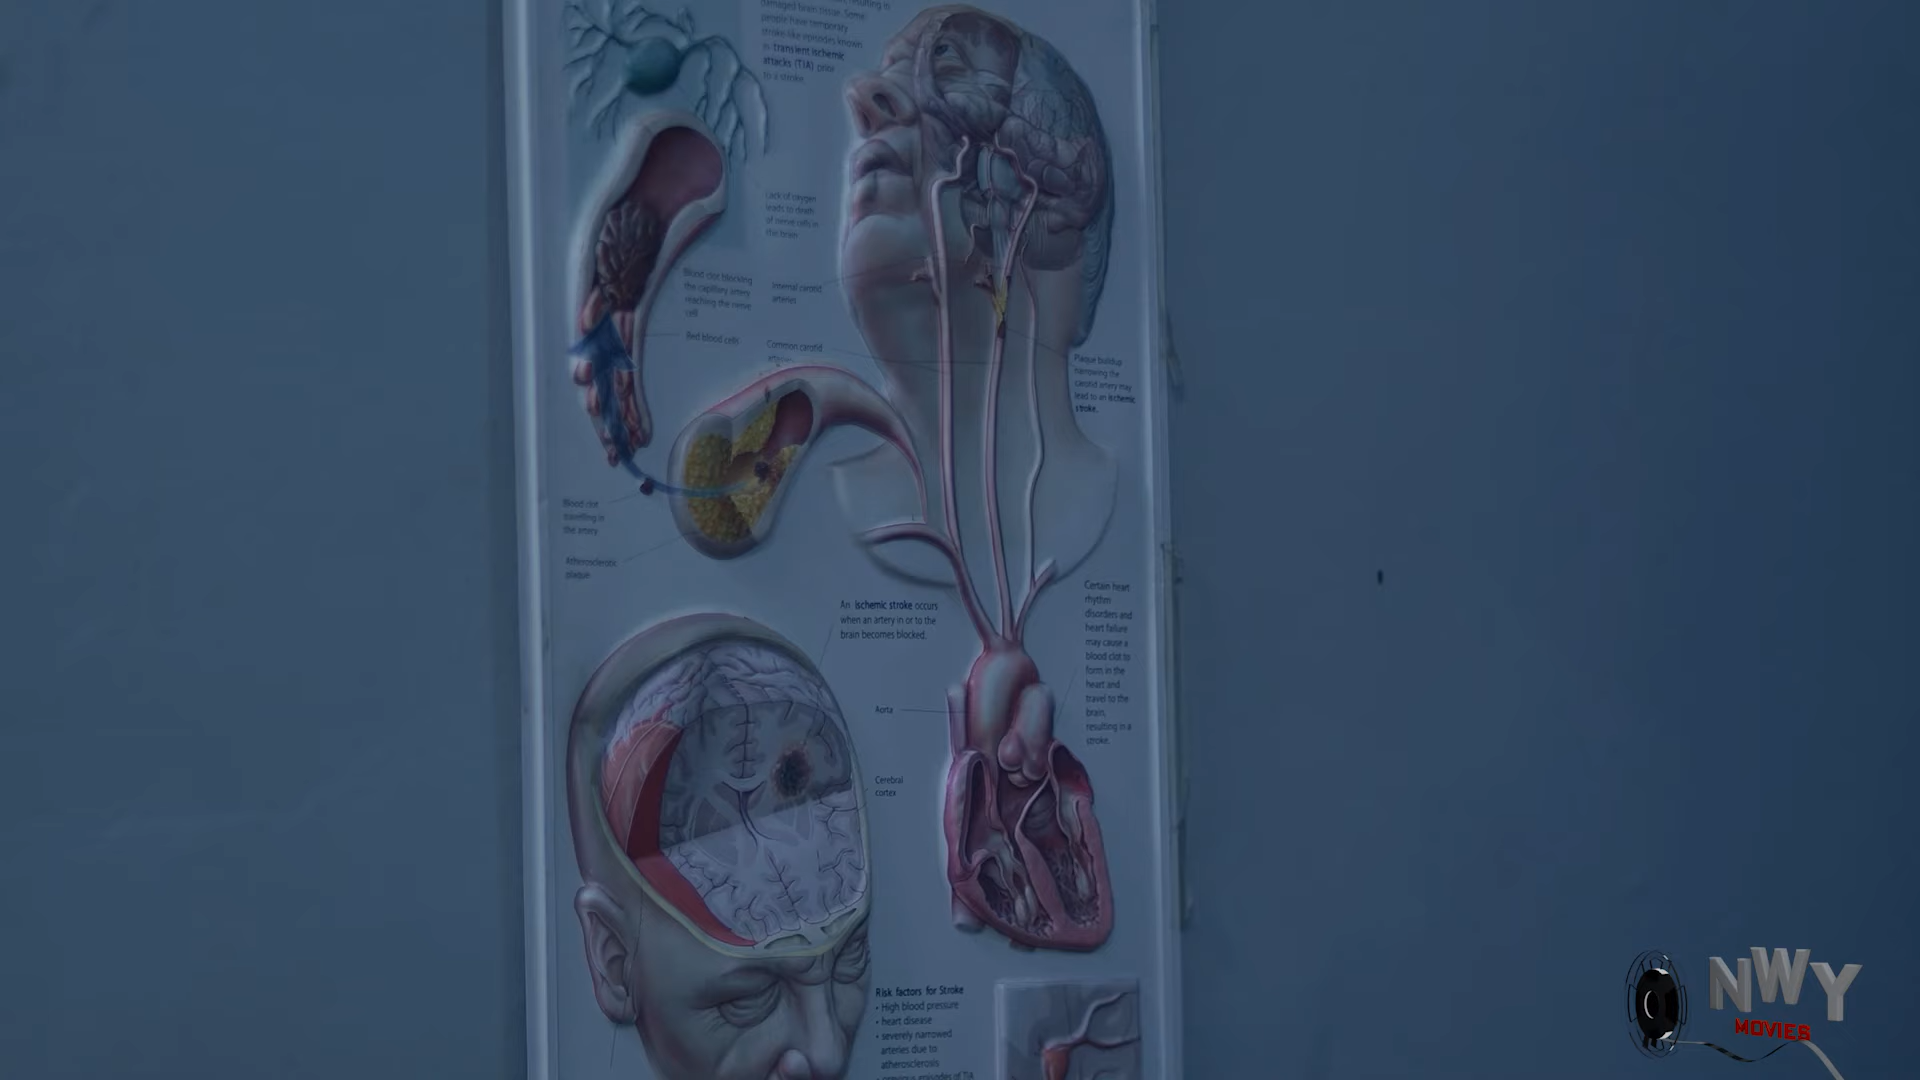 resulting in
damaged brain tissue. Some
people have temporary
stroke-like episodes known
as transient ischemic
attacks (TIA) prior
to a stroke.
Lack of oxygen
leads to death
of nerve cells in
the brain
Blood clot blocking
the capillary artery
reaching the nerve
cell
Internal carotid
arteries
Red blood cells
Common carotid
Plaque buildup
narrowing the
carotid artery may
lead to an ischemic
stroke.
Blood clot
travelling in
the artery
Atherosclerotic
plaque
An ischemic stroke occurs
when an artery in or to the
brain becomes blocked.
Certain heart
rhythm
disorders and
heart failure
may cause a
blood clot to
form in the
heart and
travel to the
brain,
resulting in a
stroke.
Aorta
Cerebral
cortex
Risk factors for Stroke
• High blood pressure
• heart disease
• severely narrowed
arteries due to
atherosclerosis
• previous episodes of TIA
NWY
MOVIES